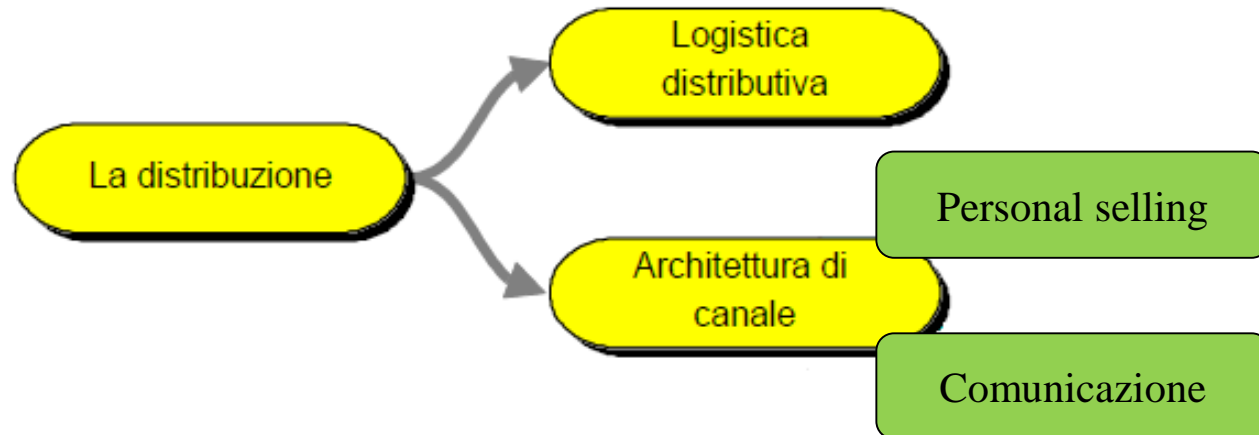 Logistica
distributiva
La distribuzione
Personal selling
Architettura di
canale
Comunicazione